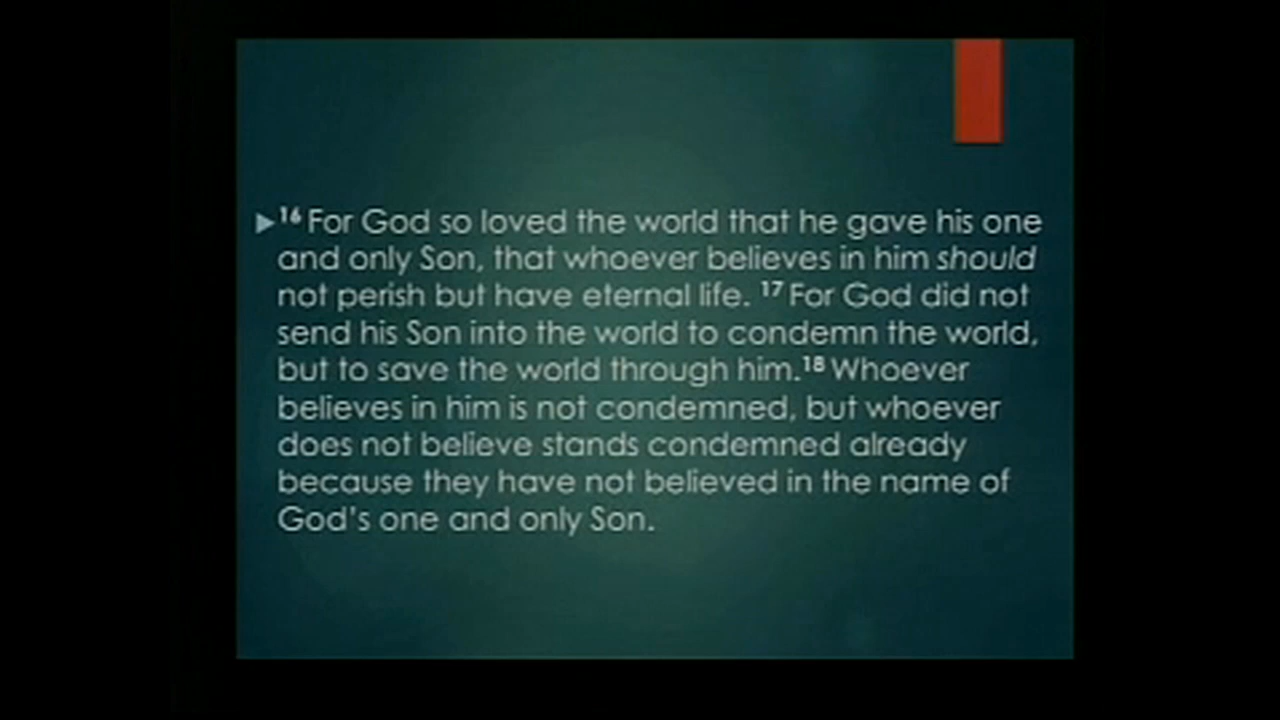 16 For God so loved the world that he gave his one
and only Son, that whoever believes in him should
not perish but have eternal life. 17 For God did not
send his Son into the world to condemn the world,
but to save the world through him.18 Whoever
believes in him is not condemned, but whoever
does not believe stands condemned already
because they have not believed in the name of
God's one and only Son.